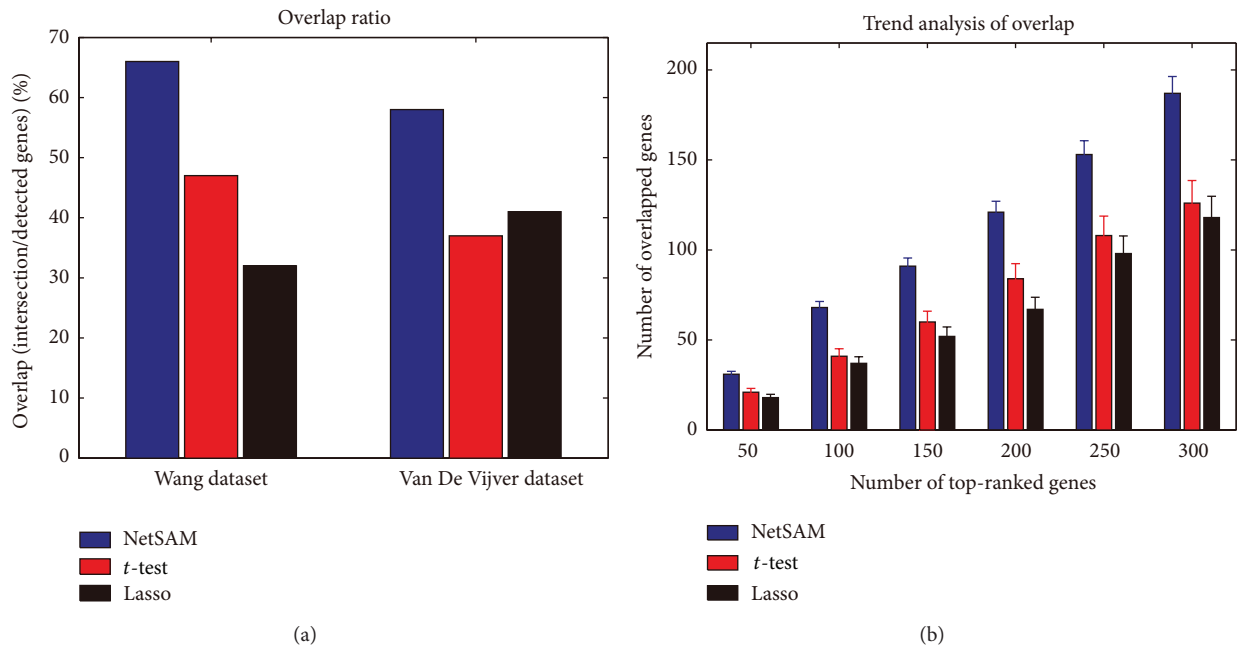 Overlap ratio
Overlap (intersection/detected genes) (%)
70
60
50
40
30
20
10
0
Wang dataset
Van De Vijver dataset
NetSAM
t-test
Lasso
(a)
Trend analysis of overlap
Number of overlapped genes
200
150
100
50
0
50
100
150
200
250
300
Number of top-ranked genes
NetSAM
t-test
Lasso
(b)